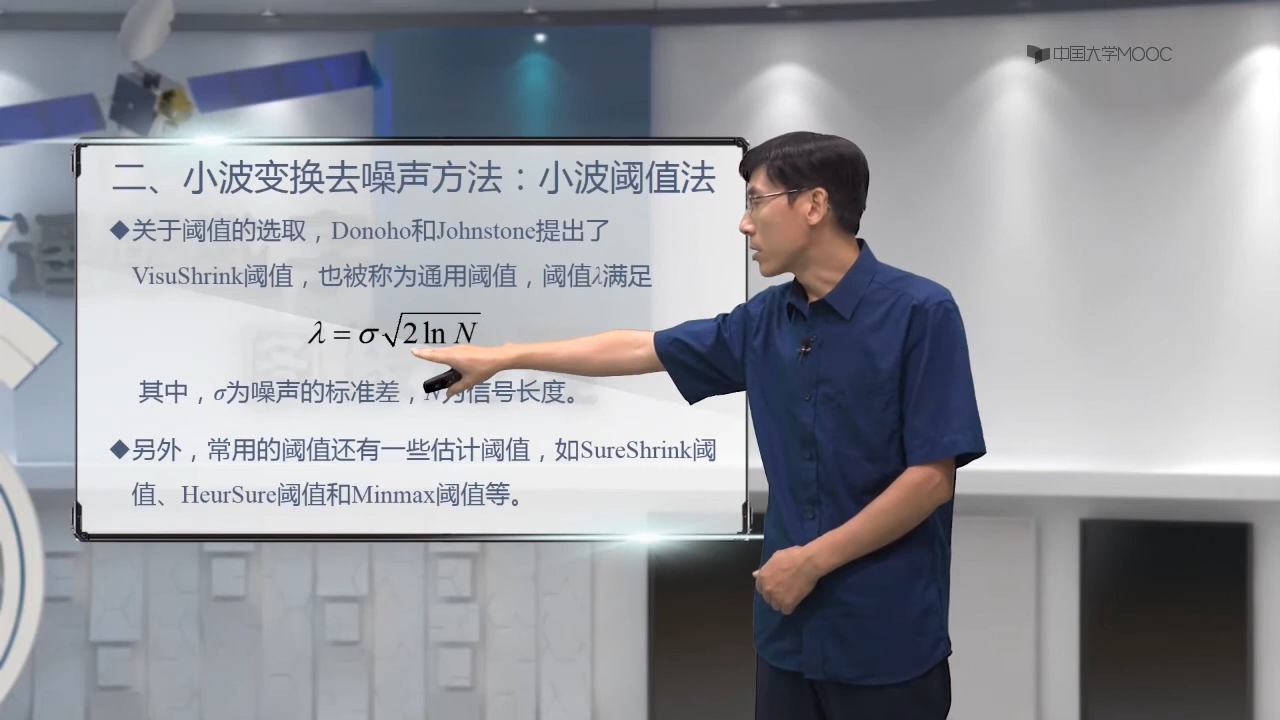 中国大学MOOC
二、小波变换去噪声方法：小波阈值法
◆关于阈值的选取，Donoho和Johnstone提出了
VisuShrink阈值，也被称为通用阈值，阈值λ满足
λ = σ√(2 ln N)
其中，σ为噪声的标准差，N为信号长度。
◆另外，常用的阈值还有一些估计阈值，如SureShrink阈
值、HeurSure阈值和Minmax阈值等。